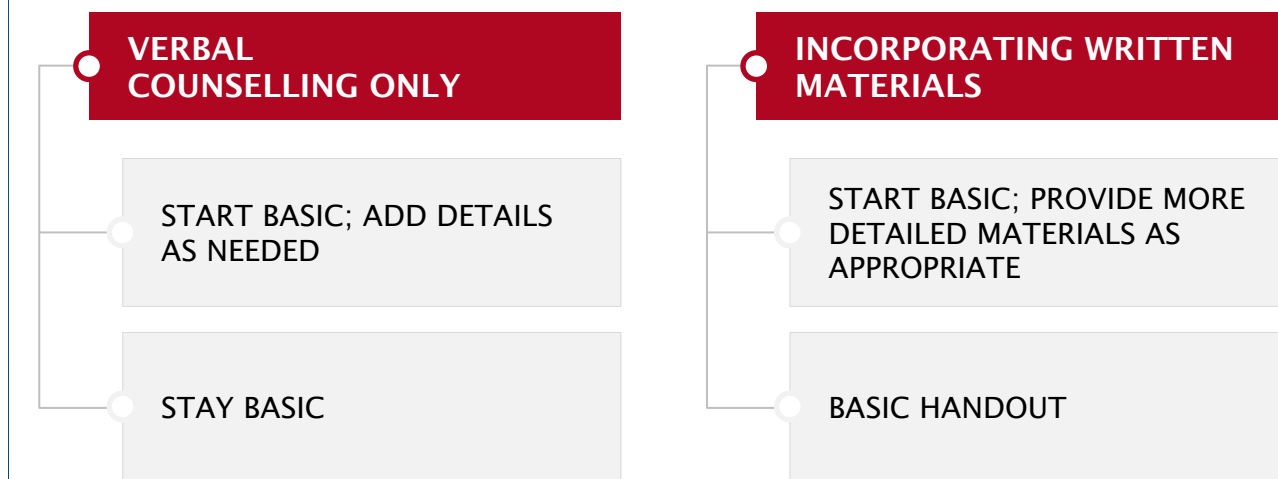 VERBAL
COUNSELLING ONLY
START BASIC; ADD DETAILS
AS NEEDED
STAY BASIC
INCORPORATING WRITTEN
MATERIALS
START BASIC; PROVIDE MORE
DETAILED MATERIALS AS
APPROPRIATE
BASIC HANDOUT